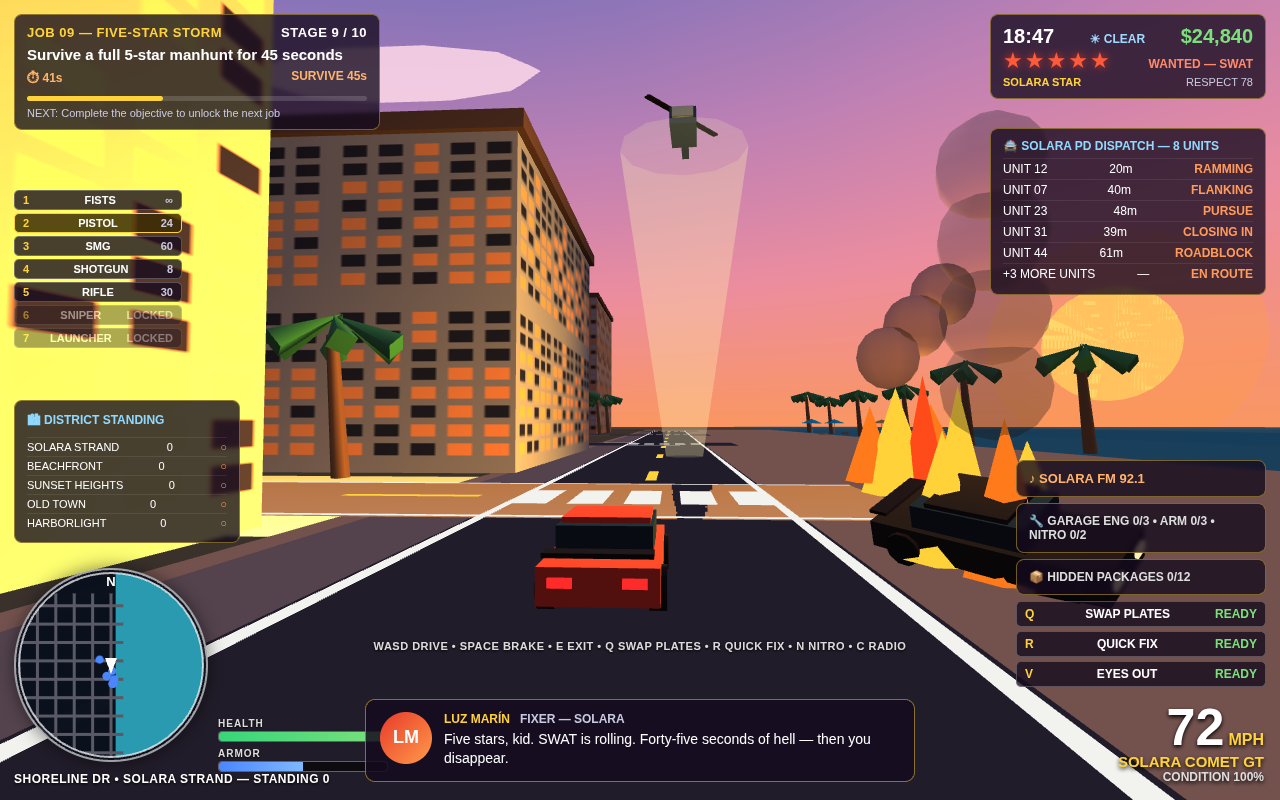 JOB 09 — FIVE-STAR STORM STAGE 9 / 10
Survive a full 5-star manhunt for 45 seconds
⏱ 41s SURVIVE 45s
NEXT: Complete the objective to unlock the next job
18:47 ☀ CLEAR $24,840
★★★★★ WANTED — SWAT
SOLARA STAR RESPECT 78
🚔 SOLARA PD DISPATCH — 8 UNITS
UNIT 12 20m RAMMING
UNIT 07 40m FLANKING
UNIT 23 48m PURSUE
UNIT 31 39m CLOSING IN
UNIT 44 61m ROADBLOCK
+3 MORE UNITS — EN ROUTE
1 FISTS ∞
2 PISTOL 24
3 SMG 60
4 SHOTGUN 8
5 RIFLE 30
6 SNIPER LOCKED
7 LAUNCHER LOCKED
🏙 DISTRICT STANDING
SOLARA STRAND 0 ○
BEACHFRONT 0 ○
SUNSET HEIGHTS 0 ○
OLD TOWN 0 ○
HARBORLIGHT 0 ○
♪ SOLARA FM 92.1
🔧 GARAGE ENG 0/3 • ARM 0/3 •
NITRO 0/2
📦 HIDDEN PACKAGES 0/12
Q SWAP PLATES READY
R QUICK FIX READY
V EYES OUT READY
N
WASD DRIVE • SPACE BRAKE • E EXIT • Q SWAP PLATES • R QUICK FIX • N NITRO • C RADIO
HEALTH
ARMOR
SHORELINE DR • SOLARA STRAND — STANDING 0
LM
LUZ MARÍN FIXER — SOLARA
Five stars, kid. SWAT is rolling. Forty-five seconds of hell — then you
disappear.
72 MPH
SOLARA COMET GT
CONDITION 100%